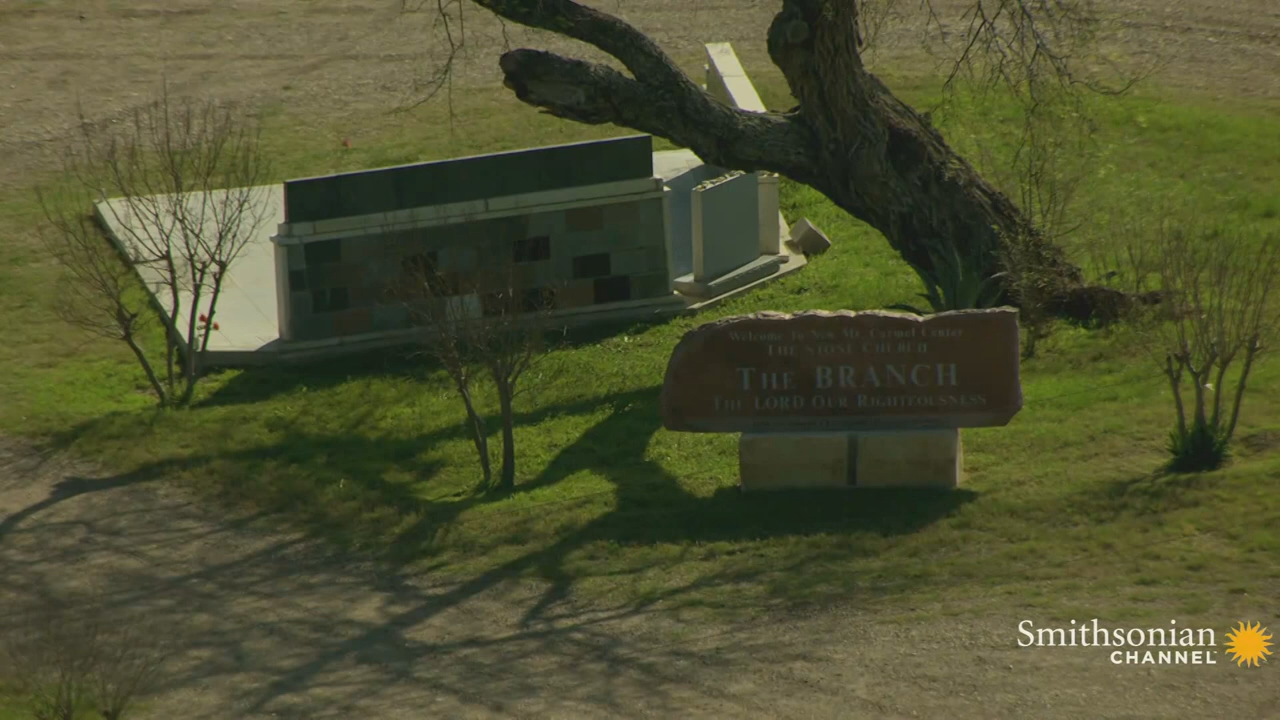 Welcome To New Mt. Carmel Center
THE STONE CHURCH
THE BRANCH
THE LORD OUR RIGHTEOUSNESS
Smithsonian
CHANNEL